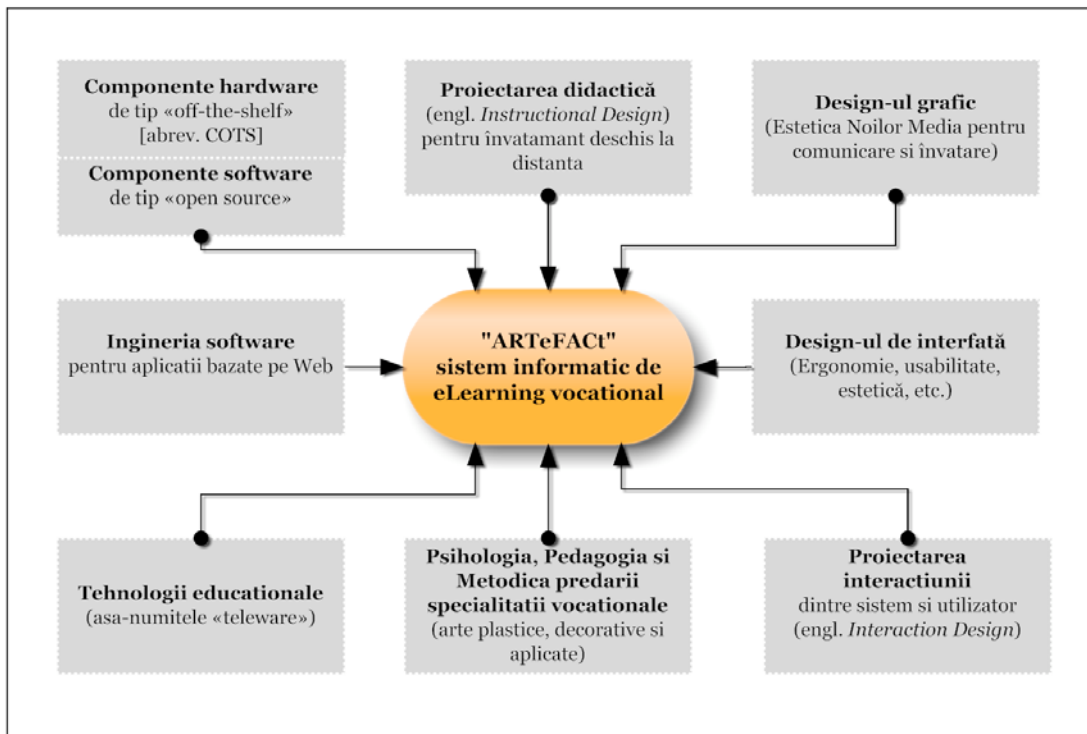 Componente hardware
de tip «off-the-shelf»
[abrev. COTS]
Componente software
de tip «open source»
Proiectarea didactică
(engl. Instructional Design)
pentru învatamant deschis la
distanta
Design-ul grafic
(Estetica Noilor Media pentru
comunicare si învatare)
Ingineria software
pentru aplicatii bazate pe Web
"ARTeFACt"
sistem informatic de
eLearning vocational
Design-ul de interfată
(Ergonomie, usabilitate,
estetică, etc.)
Tehnologii educationale
(asa-numitele «teleware»)
Psihologia, Pedagogia si
Metodica predarii
specialitatii vocationale
(arte plastice, decorative si
aplicate)
Proiectarea
interactiunii
dintre sistem si utilizator
(engl. Interaction Design)